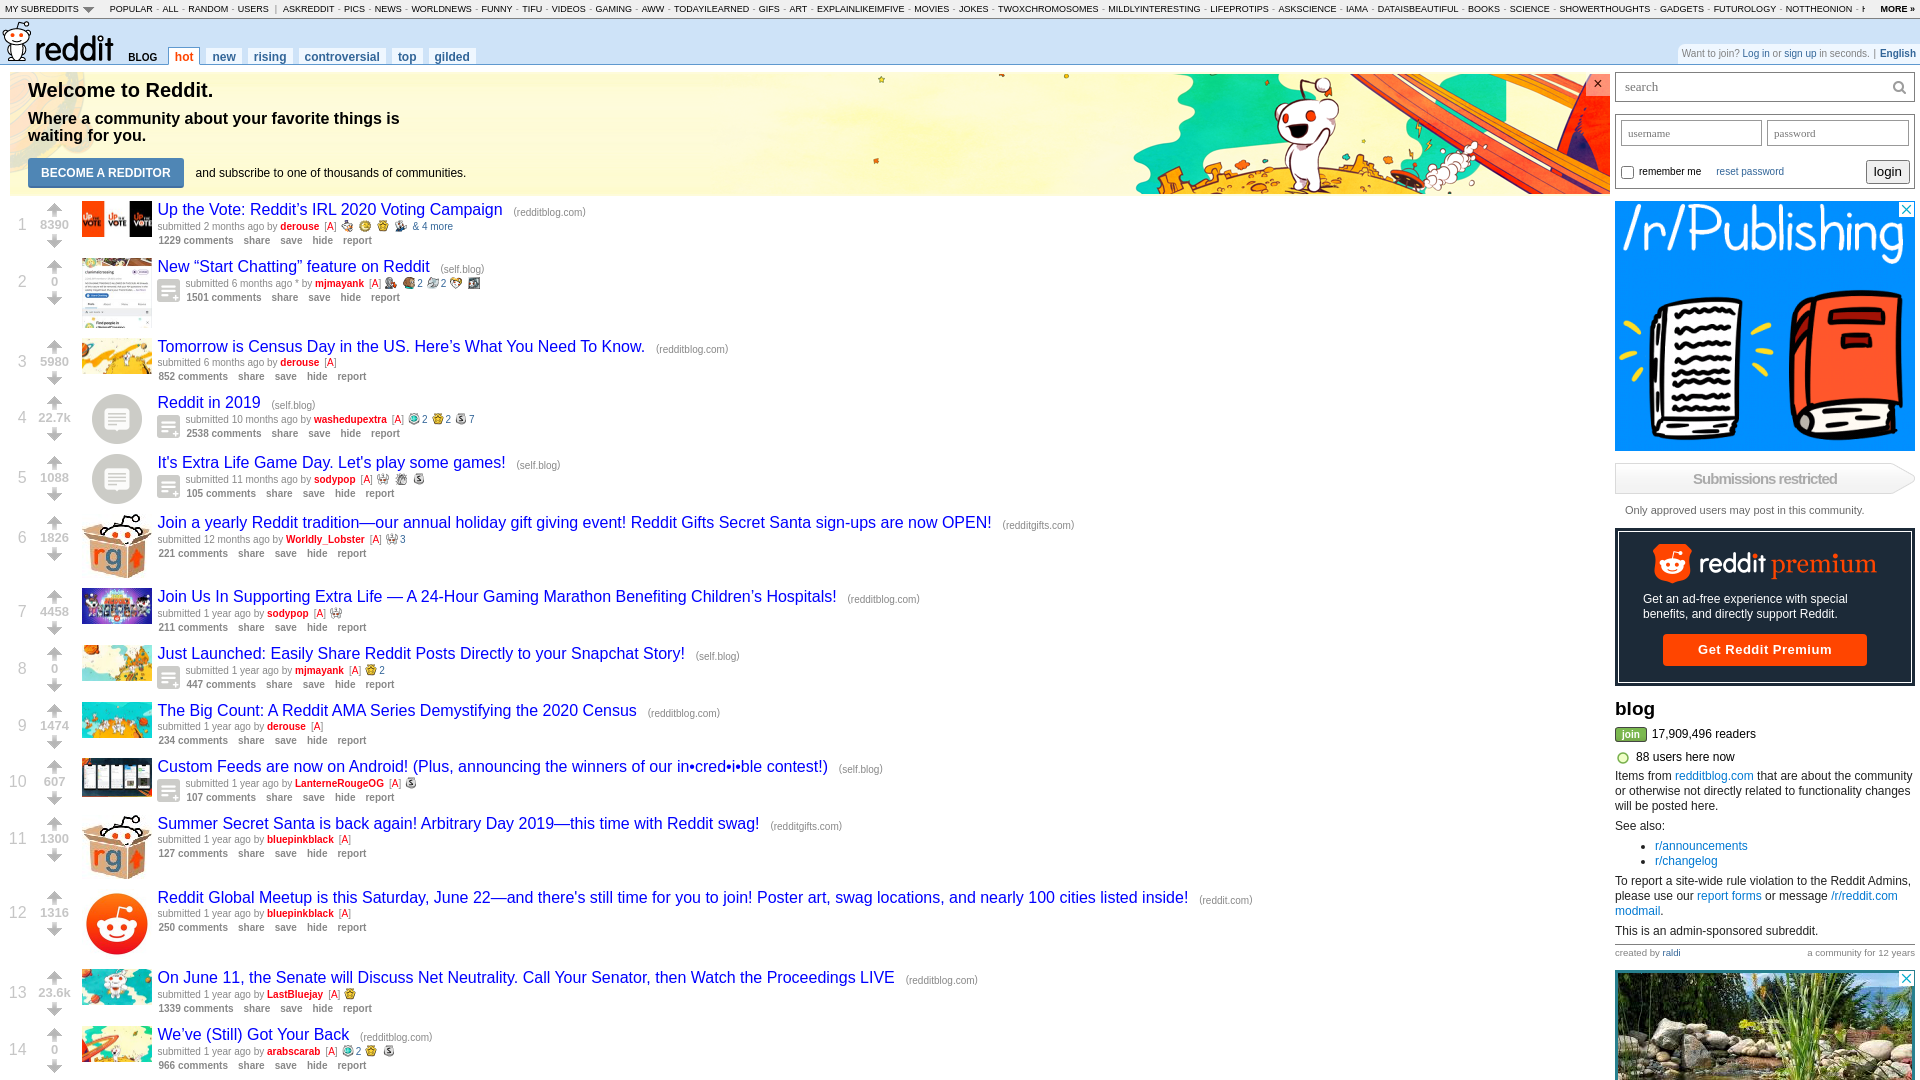 MY SUBREDDITS POPULAR - ALL - RANDOM - USERS | ASKREDDIT - PICS - NEWS - WORLDNEWS - FUNNY - TIFU - VIDEOS - GAMING - AWW - TODAYILEARNED - GIFS - ART - EXPLAINLIKEIMFIVE - MOVIES - JOKES - TWOXCHROMOSOMES - MILDLYINTERESTING - LIFEPROTIPS - ASKSCIENCE - IAMA - DATAISBEAUTIFUL - BOOKS - SCIENCE - SHOWERTHOUGHTS - GADGETS - FUTUROLOGY - NOTTHEONION - MORE »
reddit BLOG hot new rising controversial top gilded
Want to join? Log in or sign up in seconds. | English
Welcome to Reddit.
Where a community about your favorite things is
waiting for you.
BECOME A REDDITOR and subscribe to one of thousands of communities.
×
1
8390
UP THE VOTE
Up the Vote: Reddit’s IRL 2020 Voting Campaign (redditblog.com)
submitted 2 months ago by derouse [A] & 4 more
1229 comments share save hide report
2
0
New “Start Chatting” feature on Reddit (self.blog)
submitted 6 months ago * by mjmayank [A] 2 2
1501 comments share save hide report
3
5980
Tomorrow is Census Day in the US. Here’s What You Need To Know. (redditblog.com)
submitted 6 months ago by derouse [A]
852 comments share save hide report
4
22.7k
Reddit in 2019 (self.blog)
submitted 10 months ago by washedupextra [A] 2 2 7
2538 comments share save hide report
5
1088
It's Extra Life Game Day. Let's play some games! (self.blog)
submitted 11 months ago by sodypop [A]
105 comments share save hide report
6
1826
rg
Join a yearly Reddit tradition—our annual holiday gift giving event! Reddit Gifts Secret Santa sign-ups are now OPEN! (redditgifts.com)
submitted 12 months ago by Worldly_Lobster [A] 3
221 comments share save hide report
7
4458
Join Us In Supporting Extra Life — A 24-Hour Gaming Marathon Benefiting Children’s Hospitals! (redditblog.com)
submitted 1 year ago by sodypop [A]
211 comments share save hide report
8
0
Just Launched: Easily Share Reddit Posts Directly to your Snapchat Story! (self.blog)
submitted 1 year ago by mjmayank [A] 2
447 comments share save hide report
9
1474
The Big Count: A Reddit AMA Series Demystifying the 2020 Census (redditblog.com)
submitted 1 year ago by derouse [A]
234 comments share save hide report
10
607
Custom Feeds are now on Android! (Plus, announcing the winners of our in•cred•i•ble contest!) (self.blog)
submitted 1 year ago by LanterneRougeOG [A]
107 comments share save hide report
11
1300
rg
Summer Secret Santa is back again! Arbitrary Day 2019—this time with Reddit swag! (redditgifts.com)
submitted 1 year ago by bluepinkblack [A]
127 comments share save hide report
12
1316
Reddit Global Meetup is this Saturday, June 22—and there's still time for you to join! Poster art, swag locations, and nearly 100 cities listed inside! (reddit.com)
submitted 1 year ago by bluepinkblack [A]
250 comments share save hide report
13
23.6k
On June 11, the Senate will Discuss Net Neutrality. Call Your Senator, then Watch the Proceedings LIVE (redditblog.com)
submitted 1 year ago by LastBluejay [A]
1339 comments share save hide report
14
0
We’ve (Still) Got Your Back (redditblog.com)
submitted 1 year ago by arabscarab [A] 2
966 comments share save hide report
search
username password
remember me reset password login
/r/Publishing
Submissions restricted
Only approved users may post in this community.
reddit premium
Get an ad-free experience with special
benefits, and directly support Reddit.
Get Reddit Premium
blog
join 17,909,496 readers
88 users here now
Items from redditblog.com that are about the community
or otherwise not directly related to functionality changes
will be posted here.
See also:
• r/announcements
• r/changelog
To report a site-wide rule violation to the Reddit Admins,
please use our report forms or message /r/reddit.com
modmail.
This is an admin-sponsored subreddit.
created by raldi a community for 12 years